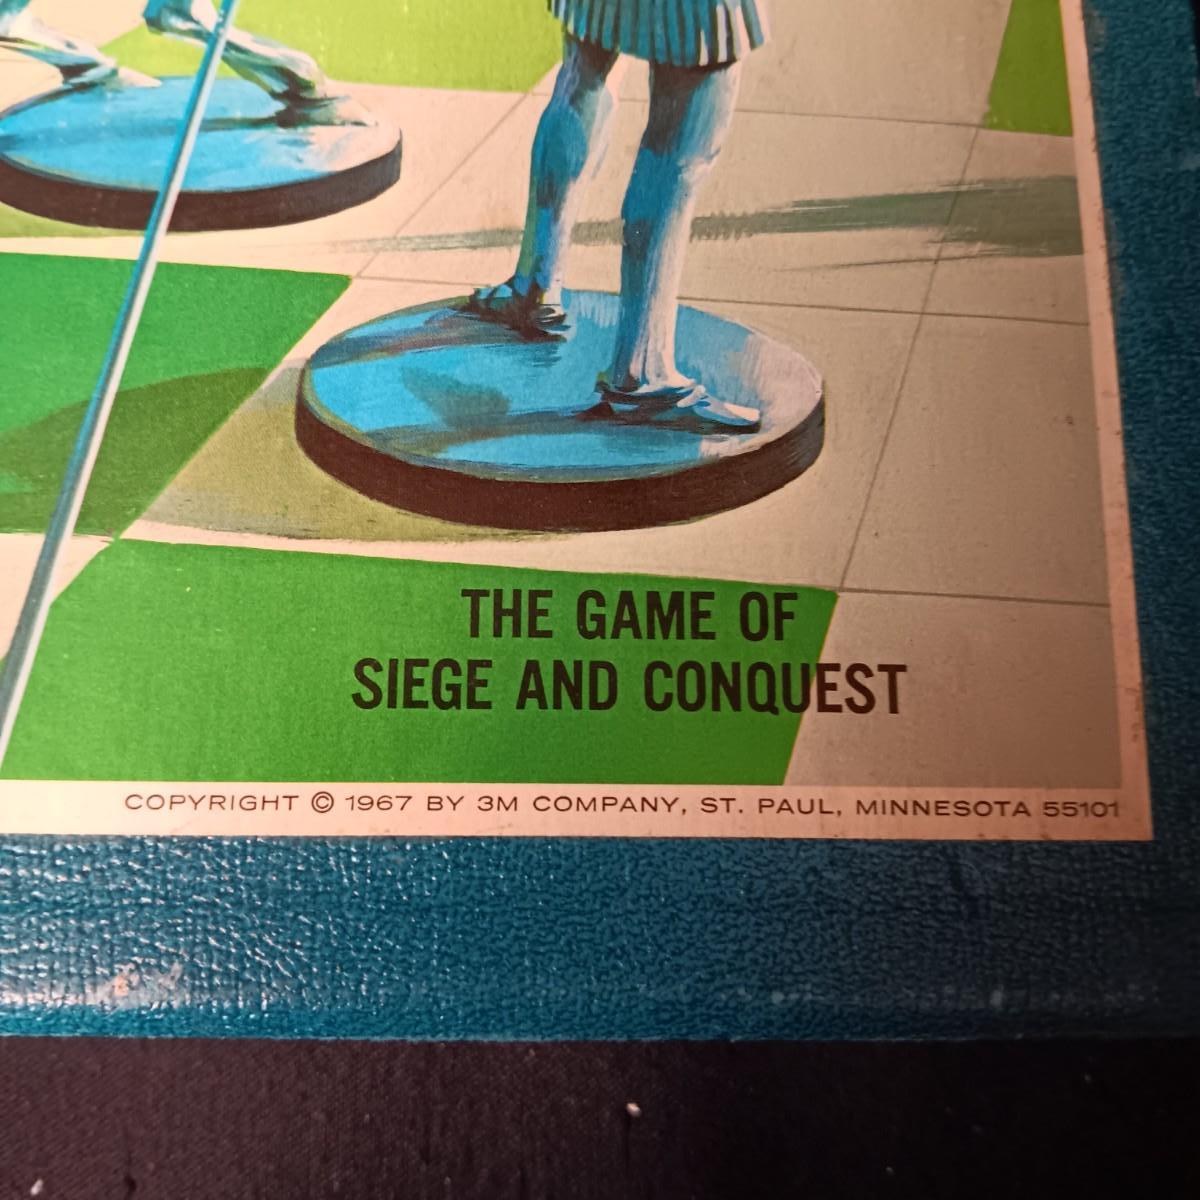 THE GAME OF
SIEGE AND CONQUEST
COPYRIGHT © 1967 BY 3M COMPANY, ST. PAUL, MINNESOTA 55101